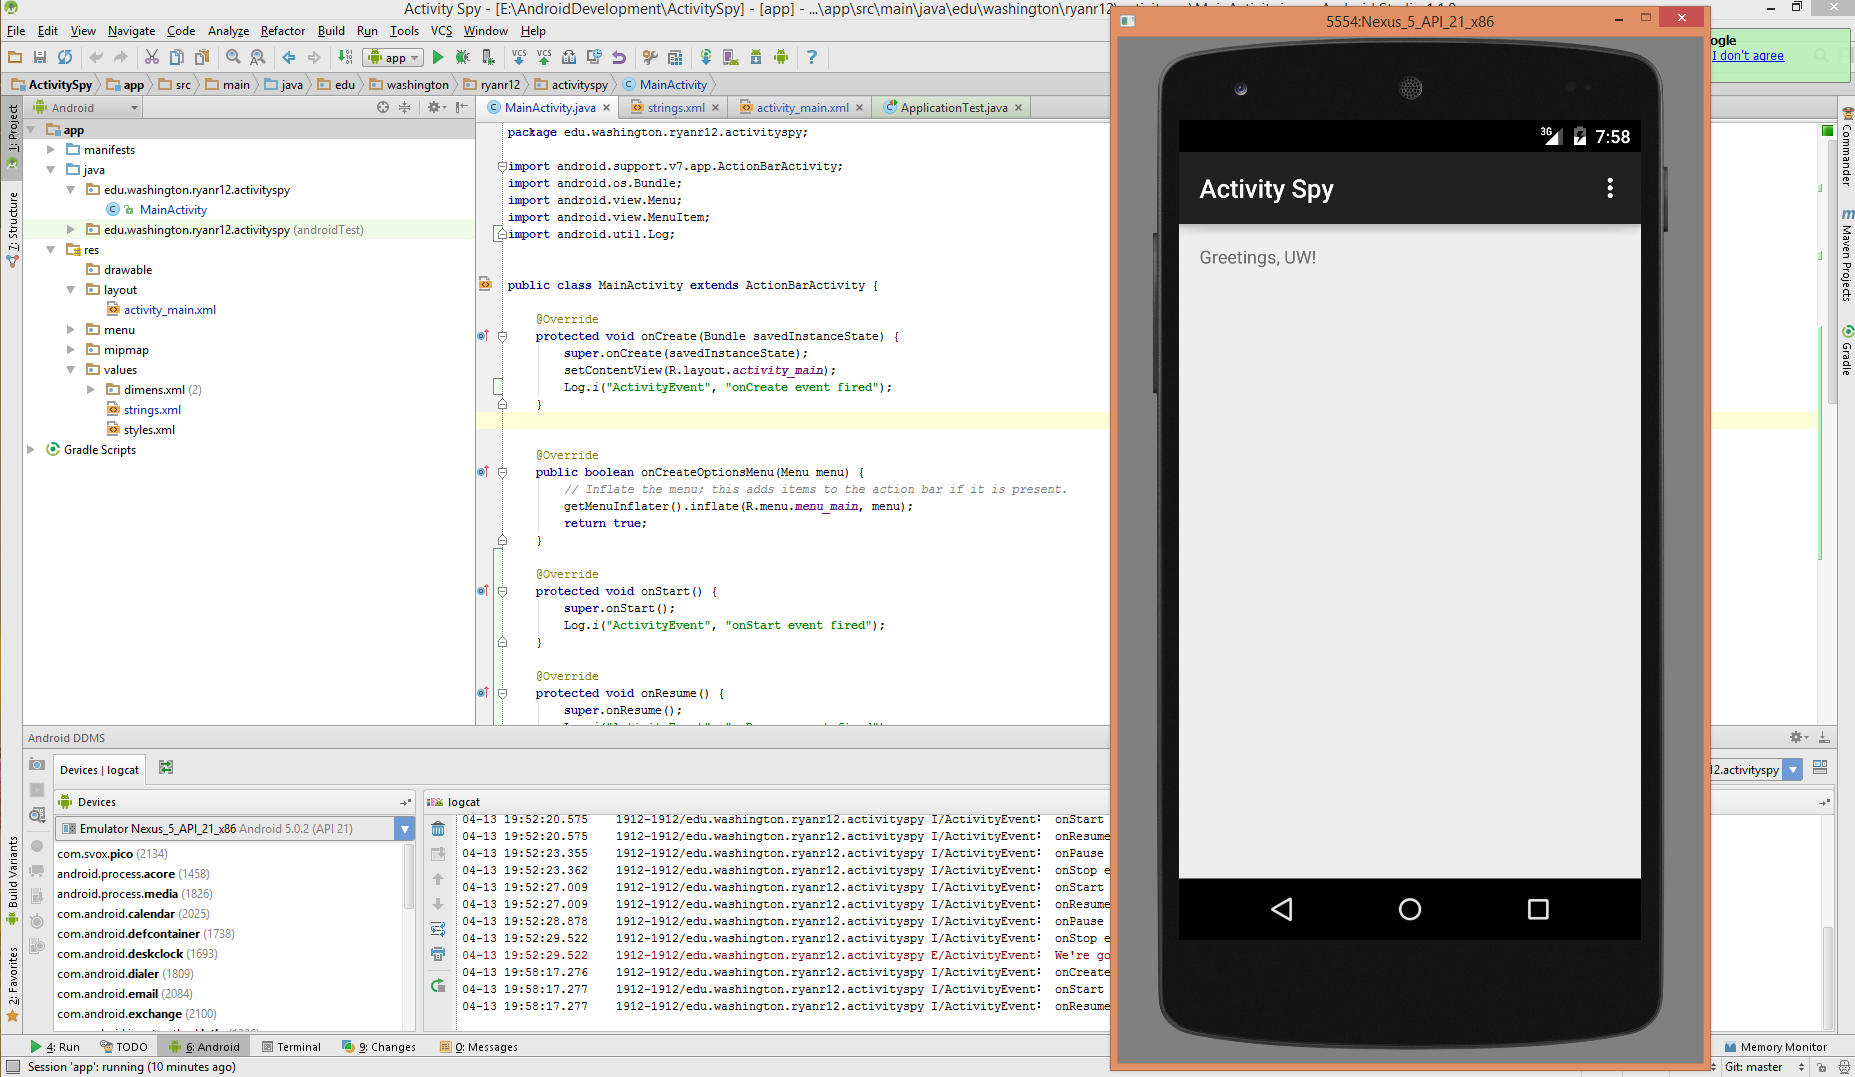 Activity Spy - [E:\AndroidDevelopment\ActivitySpy] - [app] - ...\app\src\main\java\edu\washington\ryanr12\
File Edit View Navigate Code Analyze Refactor Build Run Tools VCS Window Help
app
ActivitySpy app src main java edu washington ryanr12 activityspy MainActivity
Android
MainActivity.java strings.xml activity_main.xml ApplicationTest.java
1: Project
7: Structure
Build Variants
2: Favorites
app
manifests
java
edu.washington.ryanr12.activityspy
MainActivity
edu.washington.ryanr12.activityspy (androidTest)
res
drawable
layout
activity_main.xml
menu
mipmap
values
dimens.xml (2)
strings.xml
styles.xml
Gradle Scripts
package edu.washington.ryanr12.activityspy;
import android.support.v7.app.ActionBarActivity;
import android.os.Bundle;
import android.view.Menu;
import android.view.MenuItem;
import android.util.Log;
public class MainActivity extends ActionBarActivity {
@Override
protected void onCreate(Bundle savedInstanceState) {
super.onCreate(savedInstanceState);
setContentView(R.layout.activity_main);
Log.i("ActivityEvent", "onCreate event fired");
}
@Override
public boolean onCreateOptionsMenu(Menu menu) {
// Inflate the menu; this adds items to the action bar if it is present.
getMenuInflater().inflate(R.menu.menu_main, menu);
return true;
}
@Override
protected void onStart() {
super.onStart();
Log.i("ActivityEvent", "onStart event fired");
}
@Override
protected void onResume() {
super.onResume();
5554:Nexus_5_API_21_x86
3G 7:58
Activity Spy
Greetings, UW!
ogle
I don't agree
Commander
Maven Projects
Gradle
Android DDMS
Devices | logcat
12.activityspy
Devices
Emulator Nexus_5_API_21_x86 Android 5.0.2 (API 21)
com.svox.pico (2134)
android.process.acore (1458)
android.process.media (1826)
com.android.calendar (2025)
com.android.defcontainer (1738)
com.android.deskclock (1693)
com.android.dialer (1809)
com.android.email (2084)
com.android.exchange (2100)
logcat
04-13 19:52:20.575 1912-1912/edu.washington.ryanr12.activityspy I/ActivityEvent: onStart
04-13 19:52:20.575 1912-1912/edu.washington.ryanr12.activityspy I/ActivityEvent: onResume
04-13 19:52:23.355 1912-1912/edu.washington.ryanr12.activityspy I/ActivityEvent: onPause
04-13 19:52:23.362 1912-1912/edu.washington.ryanr12.activityspy I/ActivityEvent: onStop e
04-13 19:52:27.009 1912-1912/edu.washington.ryanr12.activityspy I/ActivityEvent: onStart
04-13 19:52:27.009 1912-1912/edu.washington.ryanr12.activityspy I/ActivityEvent: onResume
04-13 19:52:28.878 1912-1912/edu.washington.ryanr12.activityspy I/ActivityEvent: onPause
04-13 19:52:29.522 1912-1912/edu.washington.ryanr12.activityspy I/ActivityEvent: onStop e
04-13 19:52:29.522 1912-1912/edu.washington.ryanr12.activityspy E/ActivityEvent: We're go
04-13 19:58:17.276 1912-1912/edu.washington.ryanr12.activityspy I/ActivityEvent: onCreate
04-13 19:58:17.277 1912-1912/edu.washington.ryanr12.activityspy I/ActivityEvent: onStart
04-13 19:58:17.277 1912-1912/edu.washington.ryanr12.activityspy I/ActivityEvent: onResume
4: Run TODO 6: Android Terminal 9: Changes 0: Messages Memory Monitor
Session 'app': running (10 minutes ago) Git: master